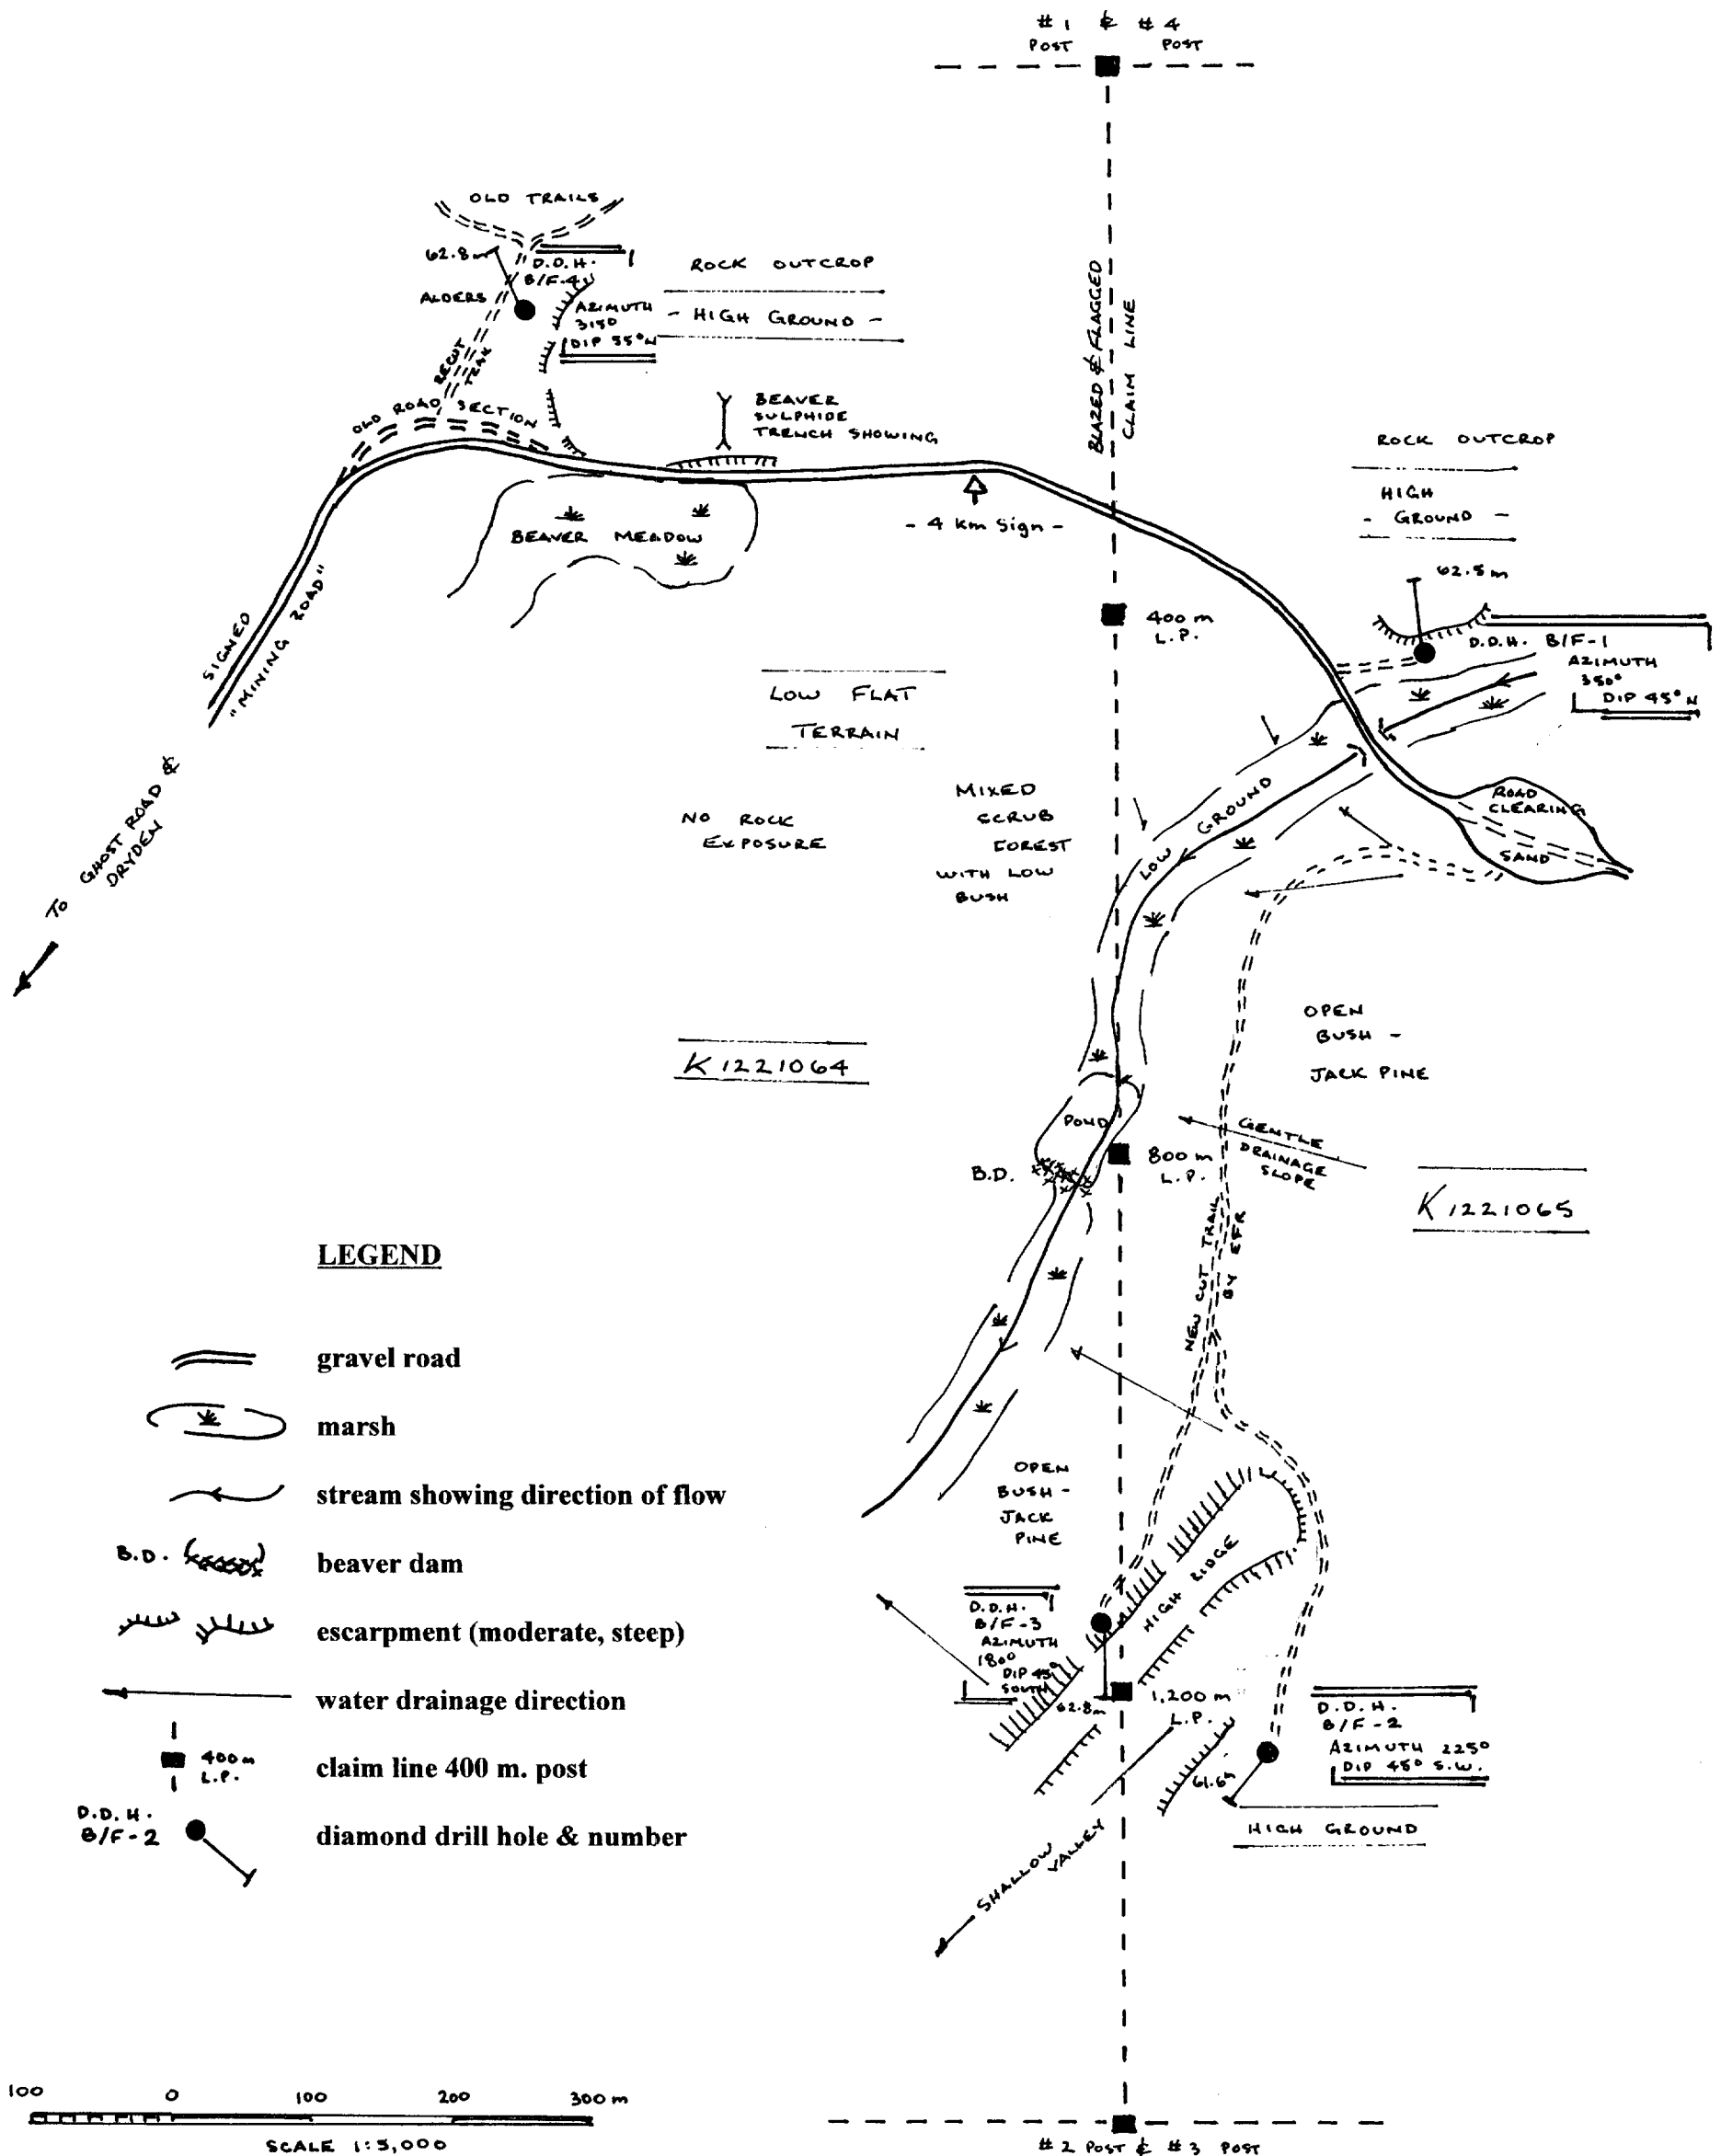 # 1 & # 4
POST POST
OLD TRAILS
62.8m
D.D.H.
B/F-4
ALDERS
AZIMUTH
315°
DIP 55°N
RECUT
TRAK
OLD ROAD SECTION
ROCK OUTCROP
- HIGH GROUND -
BEAVER
SULPHIDE
TRENCH SHOWING
BLAZED & FLAGGED
CLAIM LINE
- 4 km Sign -
BEAVER MEADOW
SIGNED
"MINING ROAD"
TO GHOST ROAD &
DRYDEN
ROCK OUTCROP
HIGH
- GROUND -
62.5m
D.D.H. B/F-1
AZIMUTH
350°
DIP 45°N
400m
L.P.
LOW FLAT
TERRAIN
NO ROCK
EXPOSURE
MIXED
SCRUB
FOREST
WITH LOW
BUSH
LOW GROUND
ROAD
CLEARING
SAND
OPEN
BUSH -
JACK PINE
K 1221064
POND
B.D.
800m
L.P.
GENTLE
DRAINAGE
SLOPE
K 1221065
NEW CUT TRAIL
BY EFR
OPEN
BUSH -
JACK
PINE
HIGH RIDGE
D.D.H.
B/F-3
AZIMUTH
180°
DIP 45°
SOUTH
62.8m
1,200m
L.P.
D.D.H.
B/F-2
AZIMUTH 225°
DIP 45° S.W.
61.6m
HIGH GROUND
SHALLOW
VALLEY
LEGEND
gravel road
marsh
stream showing direction of flow
B.D. beaver dam
escarpment (moderate, steep)
water drainage direction
400m
L.P.
claim line 400 m. post
D.D.H.
B/F-2
diamond drill hole & number
100 0 100 200 300m
SCALE 1:5,000
# 2 POST & # 3 POST